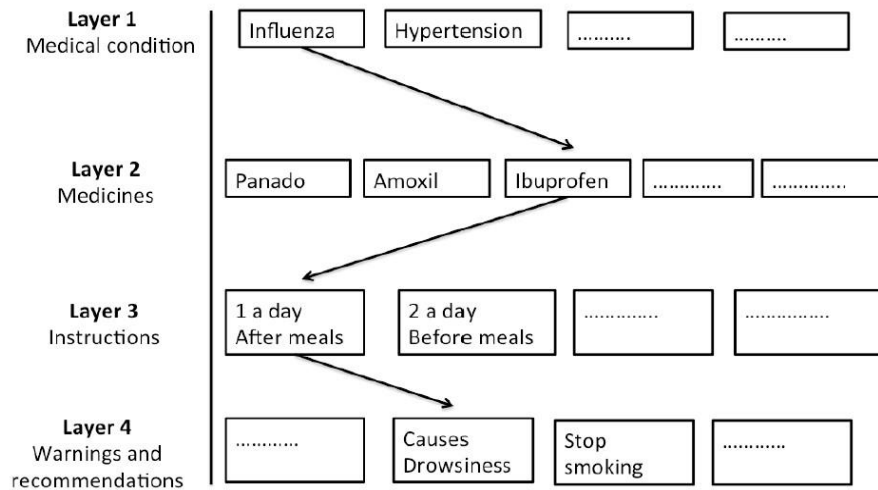 Layer 1
Medical condition
Influenza
Hypertension
..........
..........
Layer 2
Medicines
Panado
Amoxil
Ibuprofen
.............
..............
Layer 3
Instructions
1 a day
After meals
2 a day
Before meals
..............
................
Layer 4
Warnings and
recommendations
............
Causes
Drowsiness
Stop
smoking
............